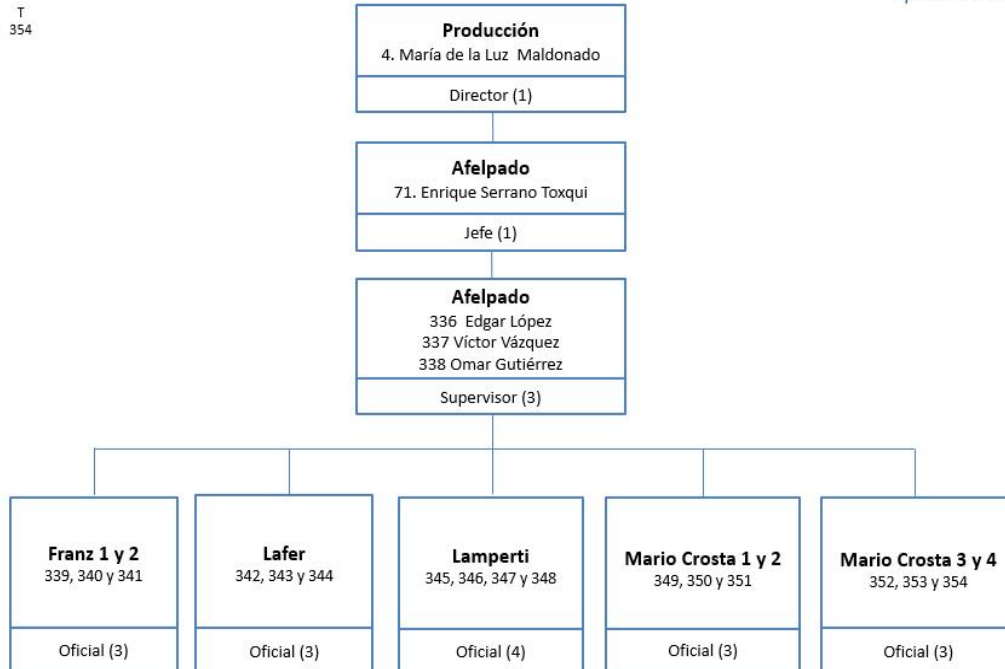 T
354
Producción
4. María de la Luz Maldonado
Director (1)
Afelpado
71. Enrique Serrano Toxqui
Jefe (1)
Afelpado
336 Edgar López
337 Víctor Vázquez
338 Omar Gutiérrez
Supervisor (3)
Franz 1 y 2
339, 340 y 341
Oficial (3)
Lafer
342, 343 y 344
Oficial (3)
Lamperti
345, 346, 347 y 348
Oficial (4)
Mario Crosta 1 y 2
349, 350 y 351
Oficial (3)
Mario Crosta 3 y 4
352, 353 y 354
Oficial (3)